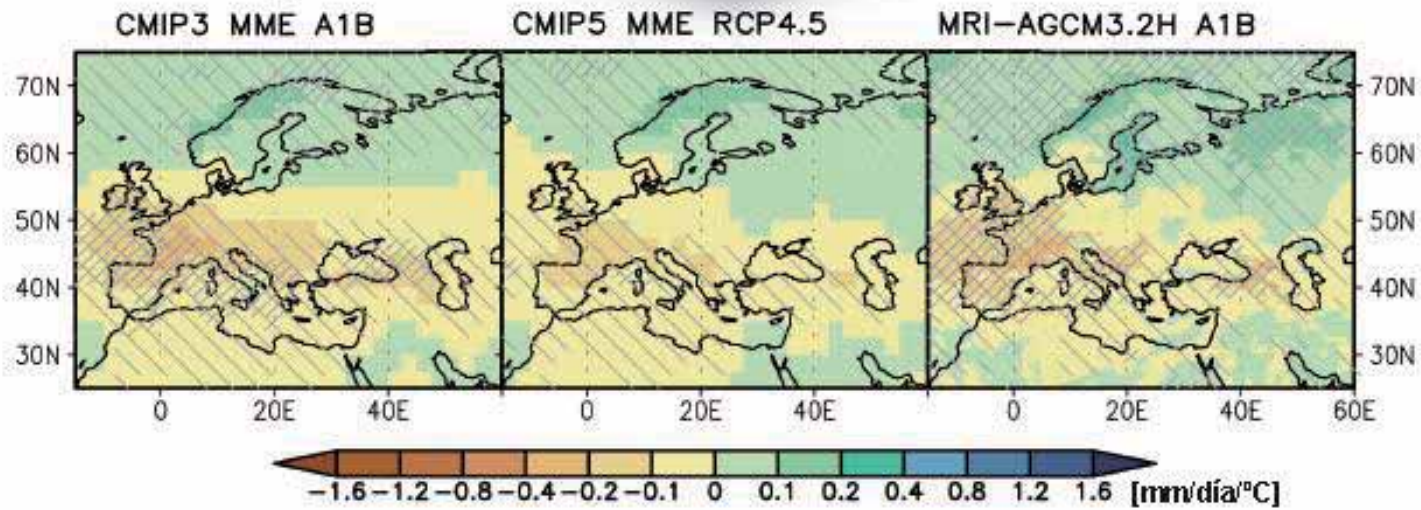 CMIP3 MME A1B CMIP5 MME RCP4.5 MRI-AGCM3.2H A1B
70N 70N
60N 60N
50N 50N
40N 40N
30N 30N
0 20E 40E 0 20E 40E 0 20E 40E 60E
-1.6 -1.2 -0.8 -0.4 -0.2 -0.1 0 0.1 0.2 0.4 0.8 1.2 1.6 [mm/día/°C]